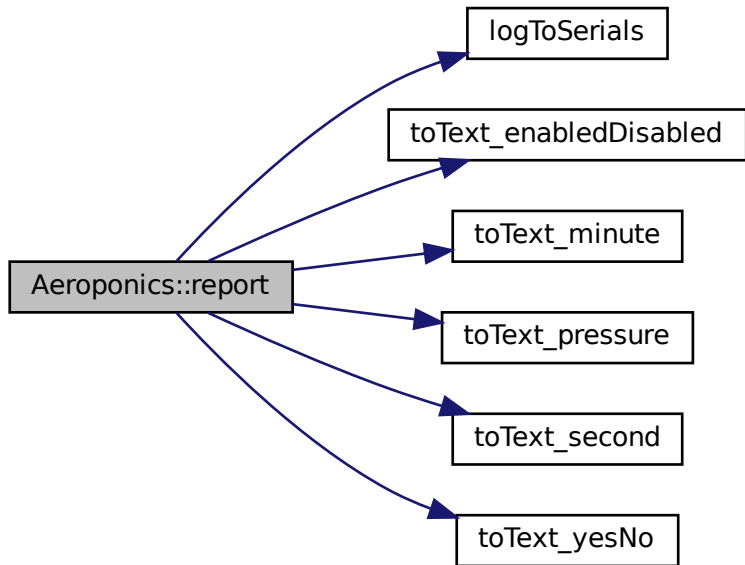 logToSerials
toText_enabledDisabled
toText_minute
Aeroponics::report
toText_pressure
toText_second
toText_yesNo